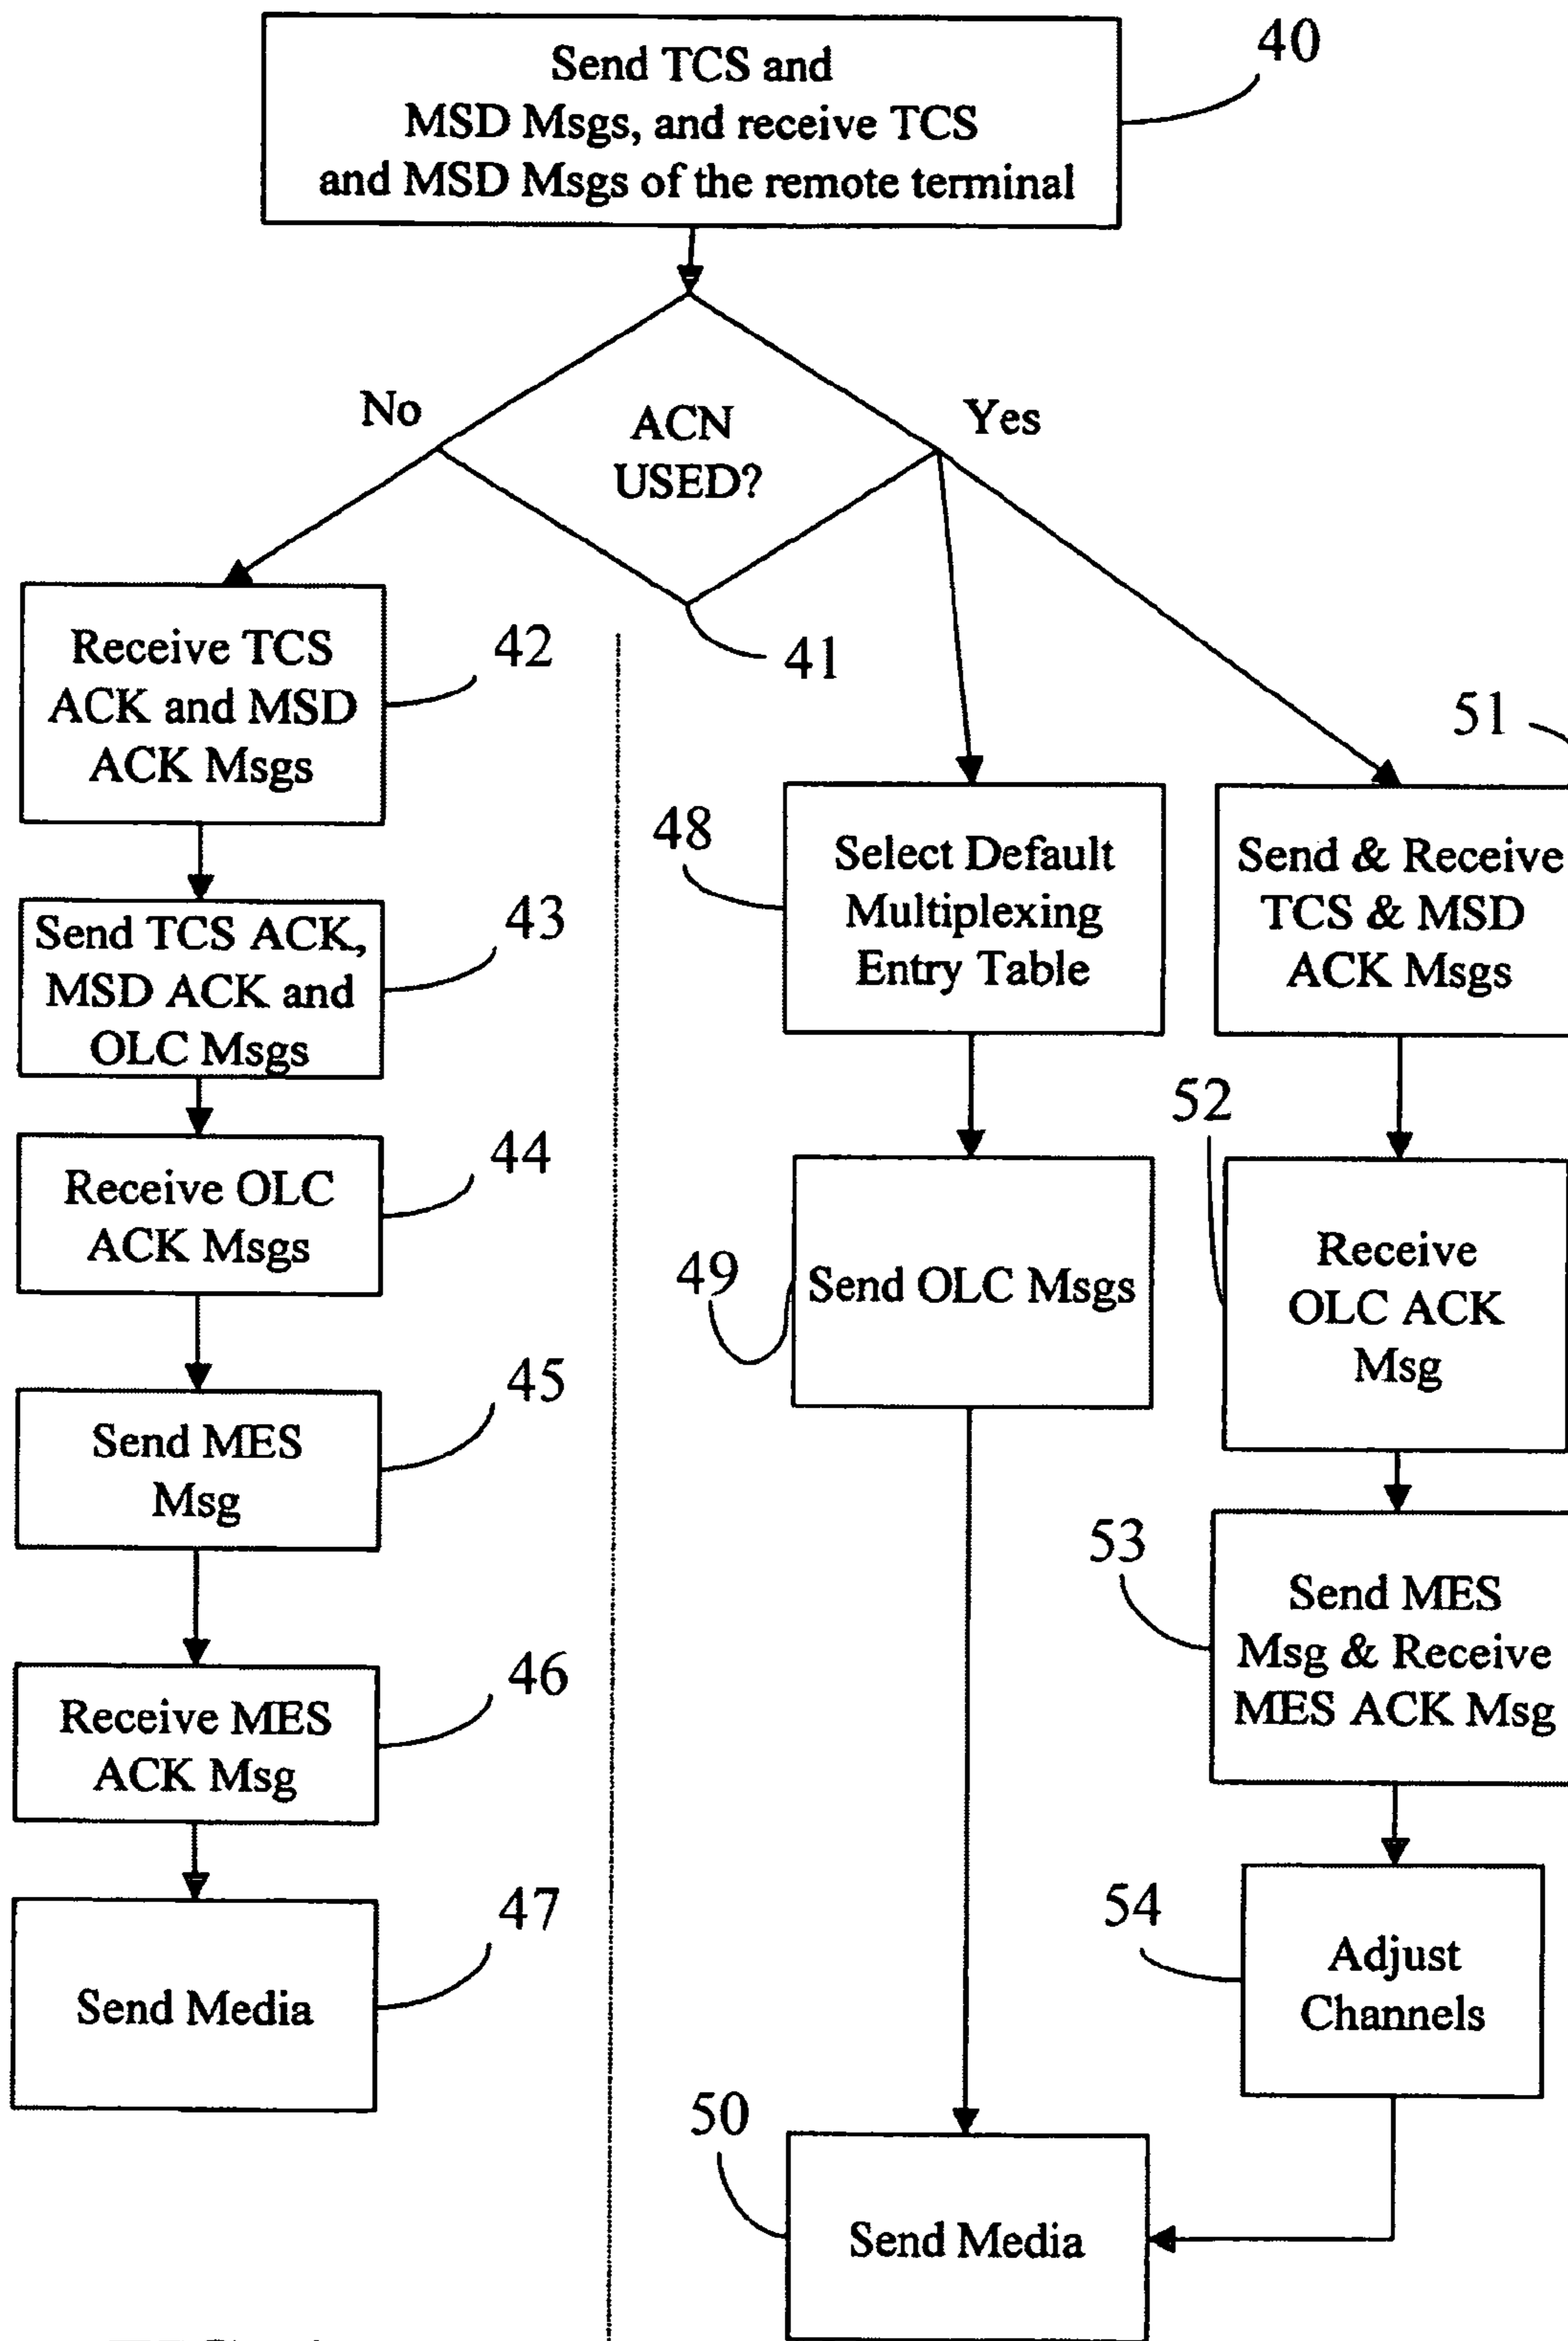 Send TCS and
MSD Msgs, and receive TCS
and MSD Msgs of the remote terminal
40
No
ACN
USED?
Yes
41
Receive TCS
ACK and MSD
ACK Msgs
42
Send TCS ACK,
MSD ACK and
OLC Msgs
43
Receive OLC
ACK Msgs
44
Send MES
Msg
45
Receive MES
ACK Msg
46
Send Media
47
48
Select Default
Multiplexing
Entry Table
49
Send OLC Msgs
50
Send Media
51
Send & Receive
TCS & MSD
ACK Msgs
52
Receive
OLC ACK
Msg
53
Send MES
Msg & Receive
MES ACK Msg
54
Adjust
Channels